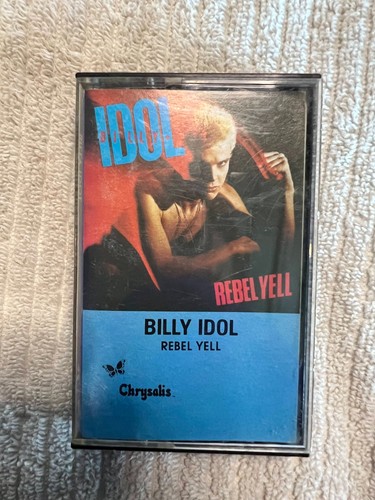 IDOL
REBEL YELL
BILLY IDOL
REBEL YELL
Chrysalis.